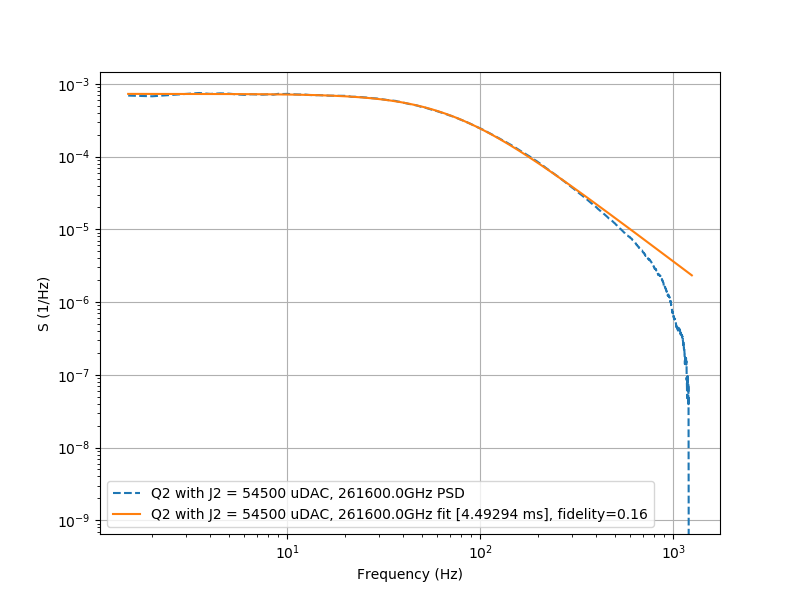 10⁻³
10⁻⁴
10⁻⁵
10⁻⁶
10⁻⁷
10⁻⁸
10⁻⁹
S (1/Hz)
Q2 with J2 = 54500 uDAC, 261600.0GHz PSD
Q2 with J2 = 54500 uDAC, 261600.0GHz fit [4.49294 ms], fidelity=0.16
10¹ 10² 10³
Frequency (Hz)